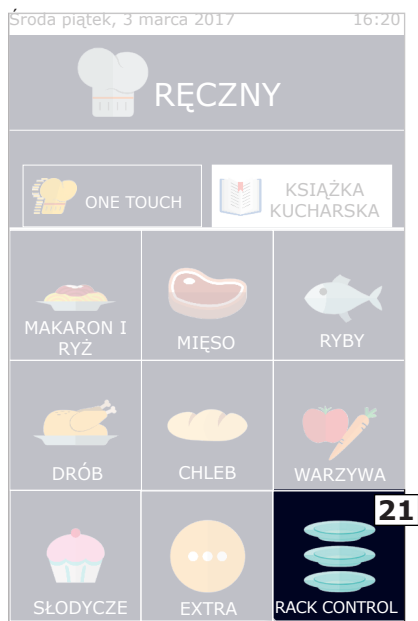 Środa piątek, 3 marca 2017 16:20
RĘCZNY
ONE TOUCH
KSIĄŻKA
KUCHARSKA
MAKARON I
RYŻ
MIĘSO
RYBY
DRÓB
CHLEB
WARZYWA
21
SŁODYCZE
EXTRA
RACK CONTROL